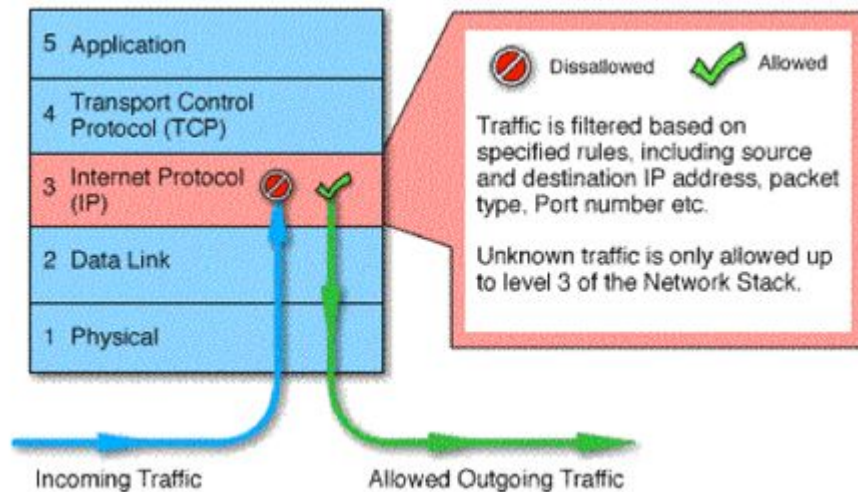 5 Application
4 Transport Control
Protocol (TCP)
3 Internet Protocol
(IP)
2 Data Link
1 Physical
Incoming Traffic
Allowed Outgoing Traffic
Dissallowed
Allowed
Traffic is filtered based on
specified rules, including source
and destination IP address, packet
type, Port number etc.
Unknown traffic is only allowed up
to level 3 of the Network Stack.